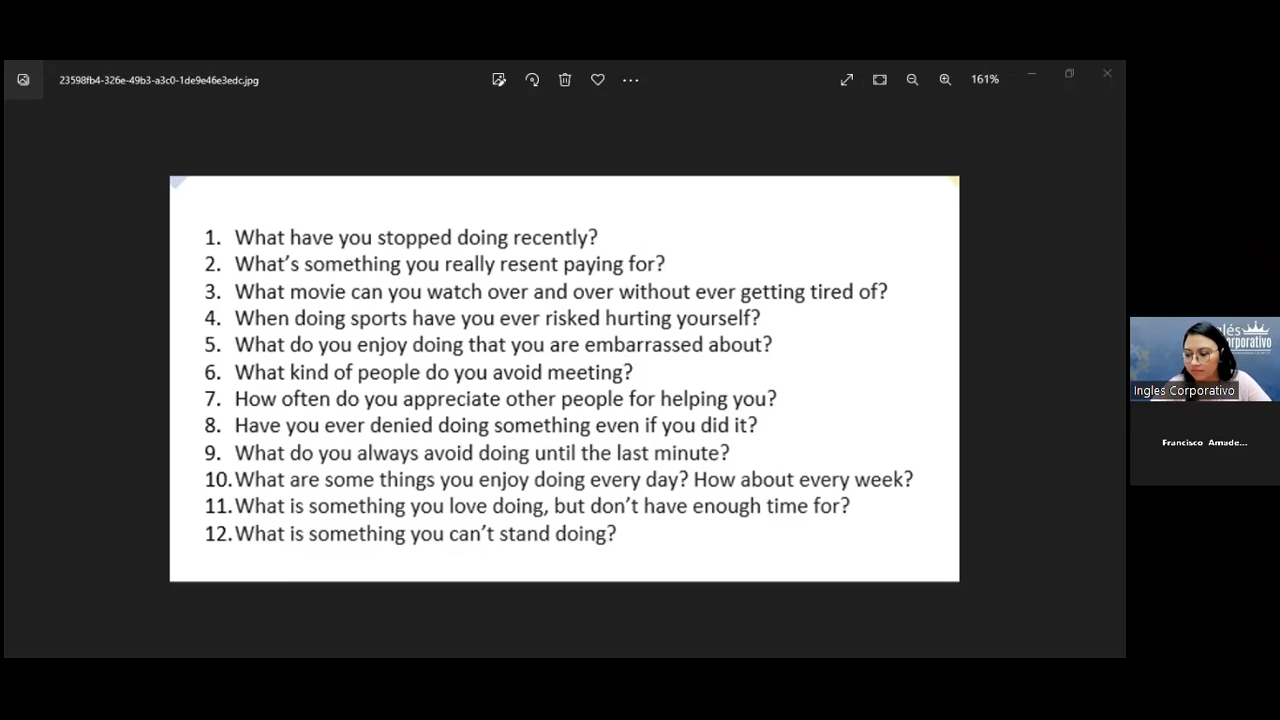 23598fb4-326e-49b3-a3c0-1de9e46e3edc.jpg
161%
1. What have you stopped doing recently?
2. What's something you really resent paying for?
3. What movie can you watch over and over without ever getting tired of?
4. When doing sports have you ever risked hurting yourself?
5. What do you enjoy doing that you are embarrassed about?
6. What kind of people do you avoid meeting?
7. How often do you appreciate other people for helping you?
8. Have you ever denied doing something even if you did it?
9. What do you always avoid doing until the last minute?
10. What are some things you enjoy doing every day? How about every week?
11. What is something you love doing, but don't have enough time for?
12. What is something you can't stand doing?
Ingles Corporativo
Francisco Amade...